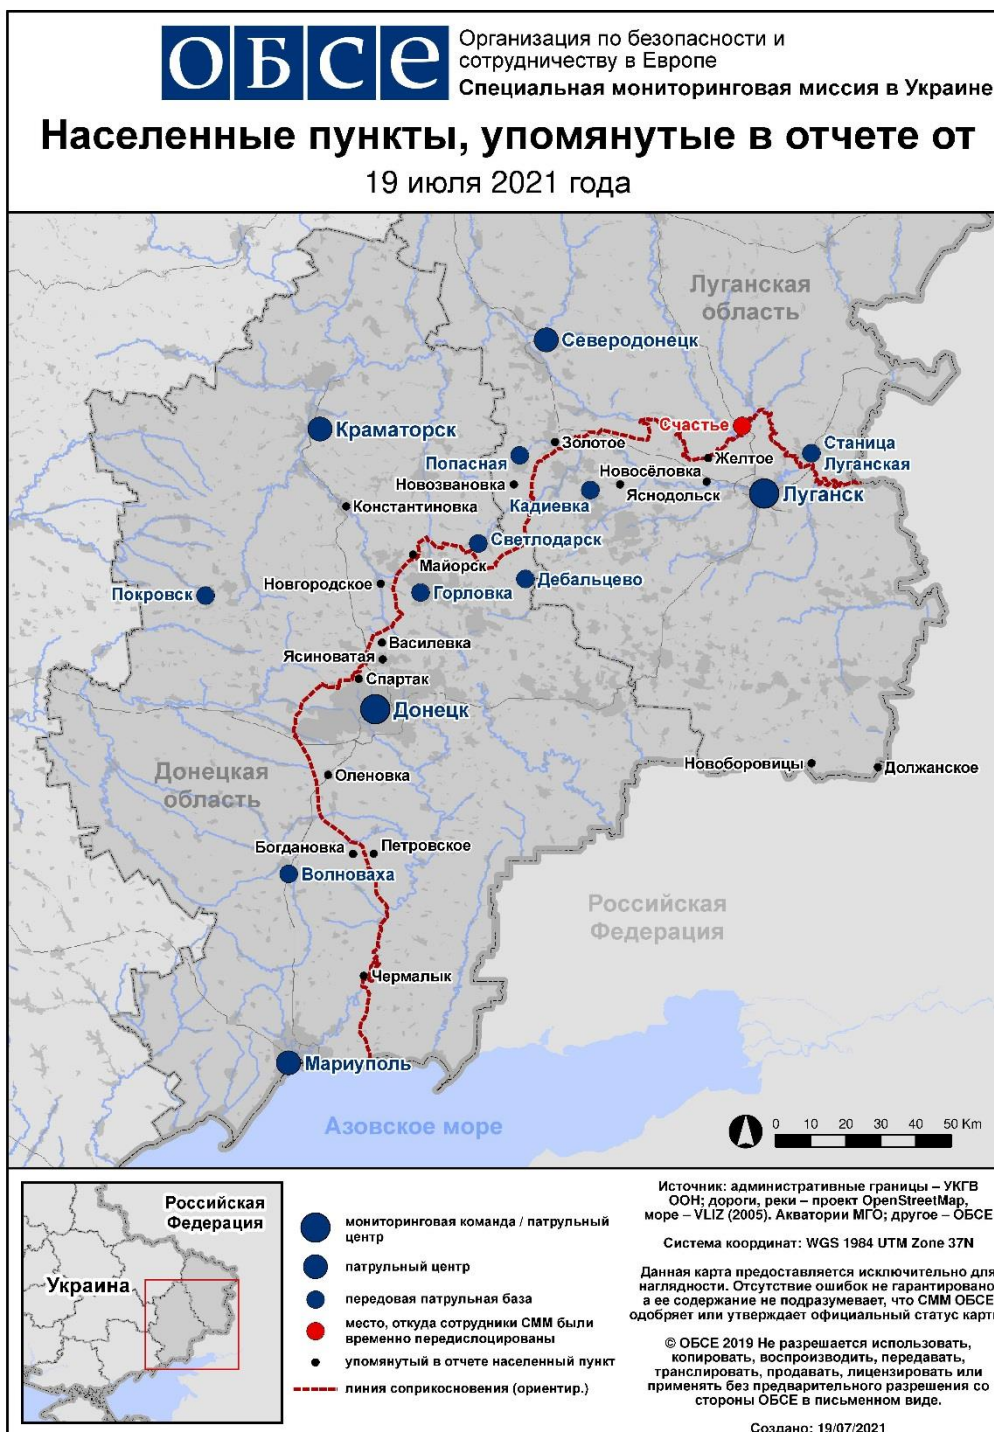 ОБСЕ
Организация по безопасности и
сотрудничеству в Европе
Специальная мониторинговая миссия в Украине
Населенные пункты, упомянутые в отчете от
19 июля 2021 года
Луганская
область
Северодонецк
Счастье
Краматорск
Золотое
Станица
Луганская
Попасная
Желтое
Новосёловка
Новозвановка
Яснодольск
Луганск
Кадиевка
Константиновка
Светлодарск
Майорск
Дебальцево
Новгородское
Горловка
Покровск
Василевка
Ясиноватая
Спартак
Донецк
Новоборовицы
Должанское
Донецкая
область
Оленовка
Богдановка
Петровское
Волноваха
Российская
Федерация
Чермалык
Мариуполь
Азовское море
0 10 20 30 40 50 Km
Российская
Федерация
Украина
мониторинговая команда / патрульный
центр
патрульный центр
передовая патрульная база
место, откуда сотрудники СММ были
временно передислоцированы
упомянутый в отчете населенный пункт
линия соприкосновения (ориентир.)
Источник: административные границы – УКГВ
ООН; дороги, реки – проект OpenStreetMap,
море – VLIZ (2005). Акватории МГО; другое – ОБСЕ
Система координат: WGS 1984 UTM Zone 37N
Данная карта предоставляется исключительно для
наглядности. Отсутствие ошибок не гарантировано
а ее содержание не подразумевает, что СММ ОБСЕ
одобряет или утверждает официальный статус карт
© ОБСЕ 2019 Не разрешается использовать,
копировать, воспроизводить, передавать,
транслировать, продавать, лицензировать или
применять без предварительного разрешения со
стороны ОБСЕ в письменном виде.
Создано: 19/07/2021